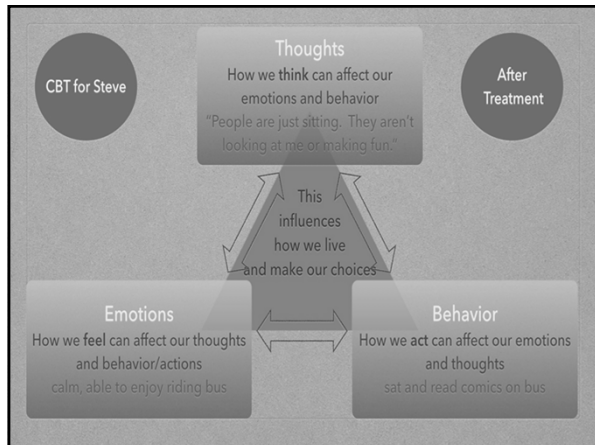 CBT for Steve
Thoughts
How we think can affect our
emotions and behavior
"People are just sitting. They aren't
looking at me or making fun."
After
Treatment
This
influences
how we live
and make our choices
Emotions
How we feel can affect our thoughts
and behavior/actions
calm, able to enjoy riding bus
Behavior
How we act can affect our emotions
and thoughts
sat and read comics on bus